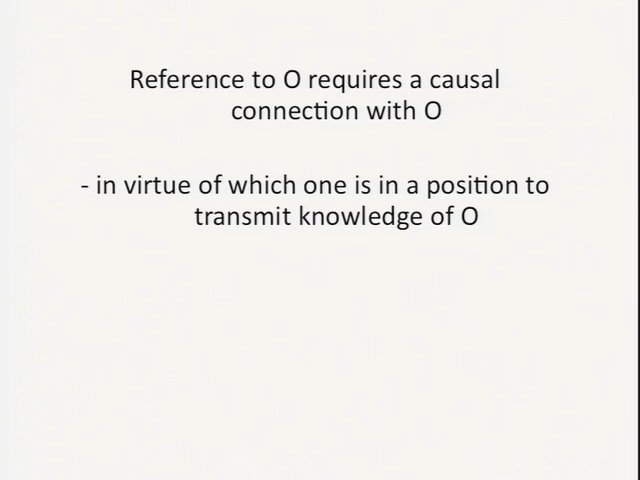 Reference to O requires a causal
connection with O
- in virtue of which one is in a position to
transmit knowledge of O